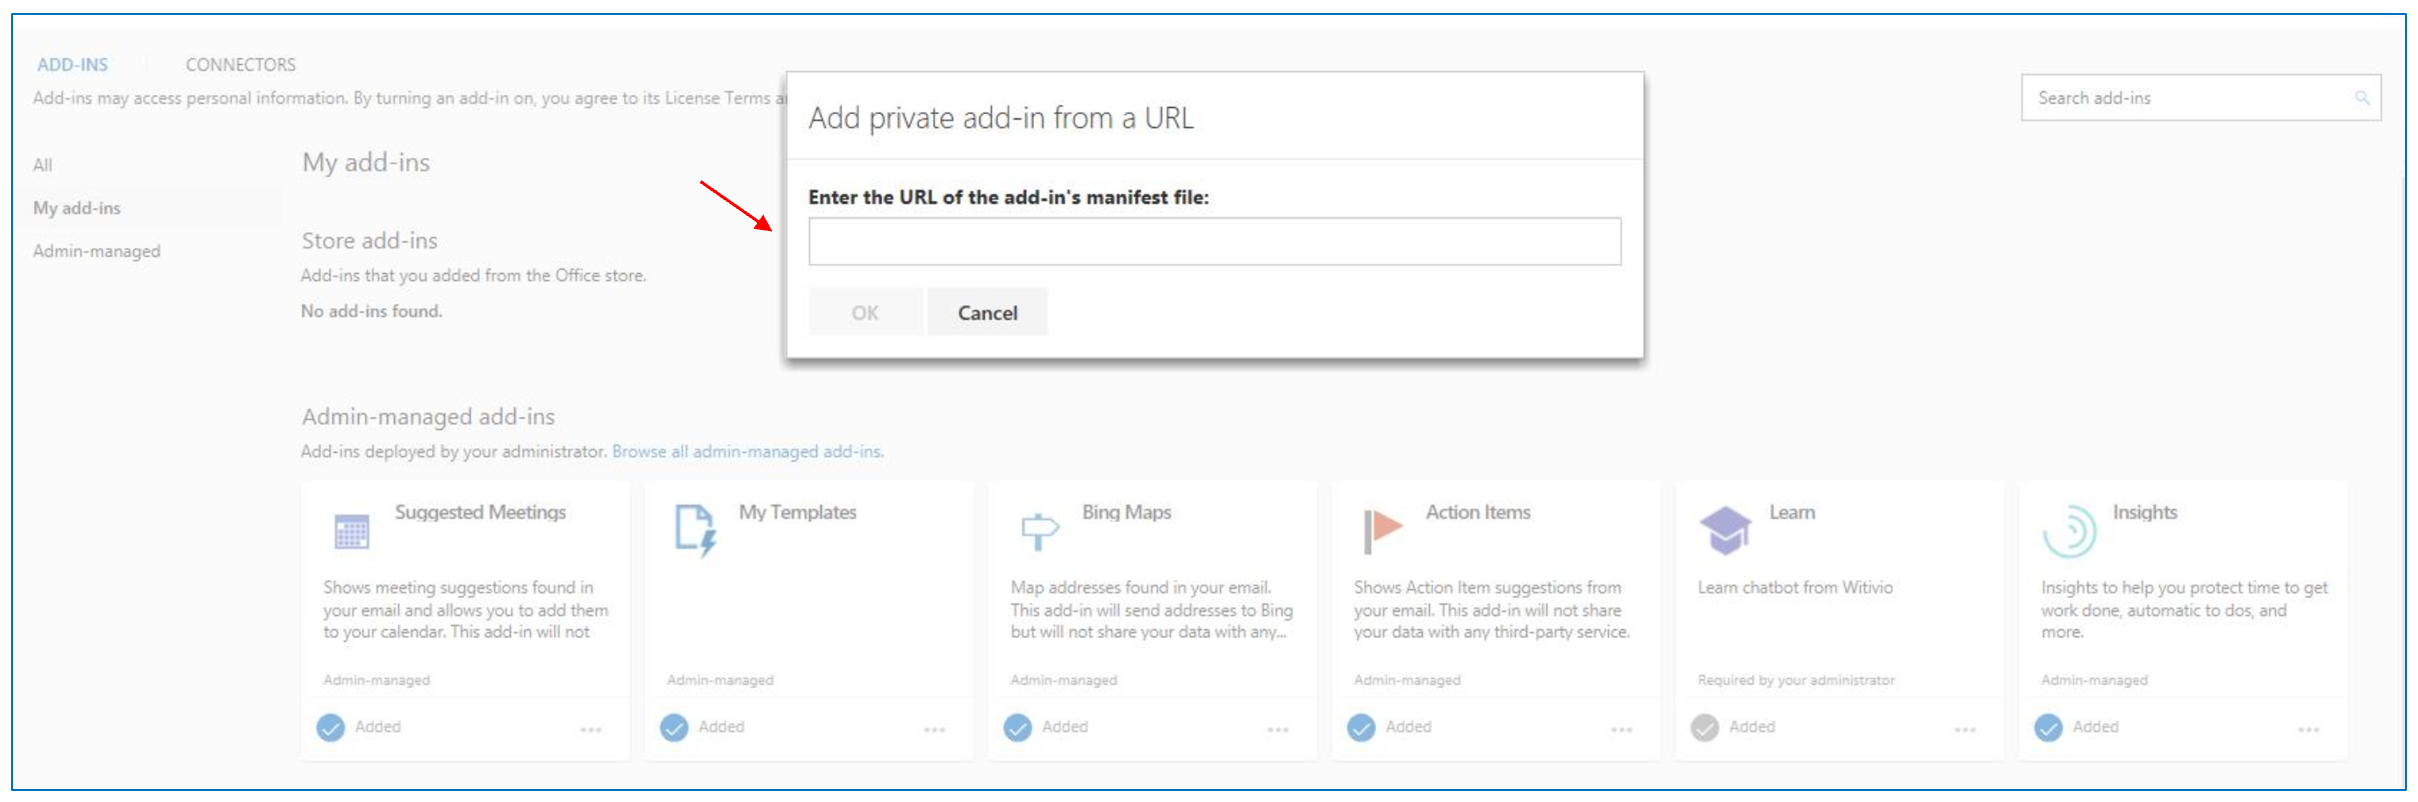 ADD-INS
CONNECTORS
Add-ins may access personal information. By turning an add-in on, you agree to its License Terms
Search add-ins
All
My add-ins
Admin-managed
My add-ins
Store add-ins
Add-ins that you added from the Office store.
No add-ins found.
Add private add-in from a URL
Enter the URL of the add-in's manifest file:
OK
Cancel
Admin-managed add-ins
Add-ins deployed by your administrator. Browse all admin-managed add-ins.
Suggested Meetings
Shows meeting suggestions found in
your email and allows you to add them
to your calendar. This add-in will not
Admin-managed
Added
...
My Templates
Admin-managed
Added
...
Bing Maps
Map addresses found in your email.
This add-in will send addresses to Bing
but will not share your data with any...
Admin-managed
Added
...
Action Items
Shows Action Item suggestions from
your email. This add-in will not share
your data with any third-party service.
Admin-managed
Added
...
Learn
Learn chatbot from Witivio
Required by your administrator
Added
...
Insights
Insights to help you protect time to get
work done, automatic to dos, and
more.
Admin-managed
Added
...